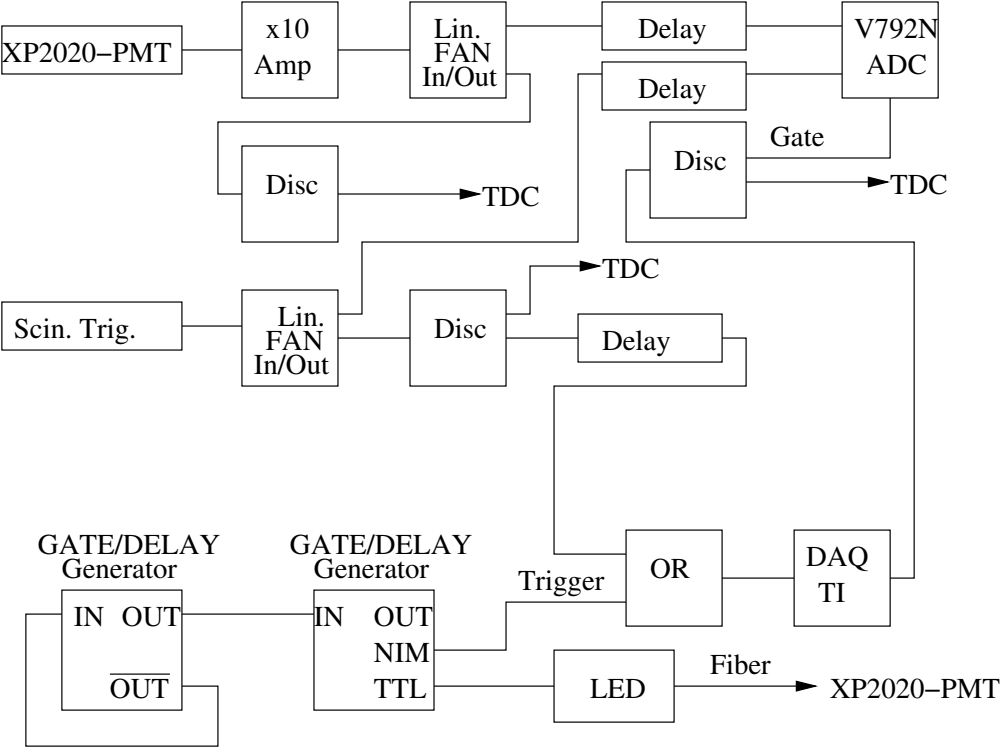 XP2020−PMT
x10
Amp
Lin.
FAN
In/Out
Delay
V792N
ADC
Delay
Disc
TDC
Disc
Gate
TDC
Scin. Trig.
Lin.
FAN
In/Out
Disc
TDC
Delay
GATE/DELAY
Generator
IN OUT
OUT
GATE/DELAY
Generator
IN OUT
NIM
TTL
Trigger
OR
DAQ
TI
LED
Fiber
XP2020−PMT